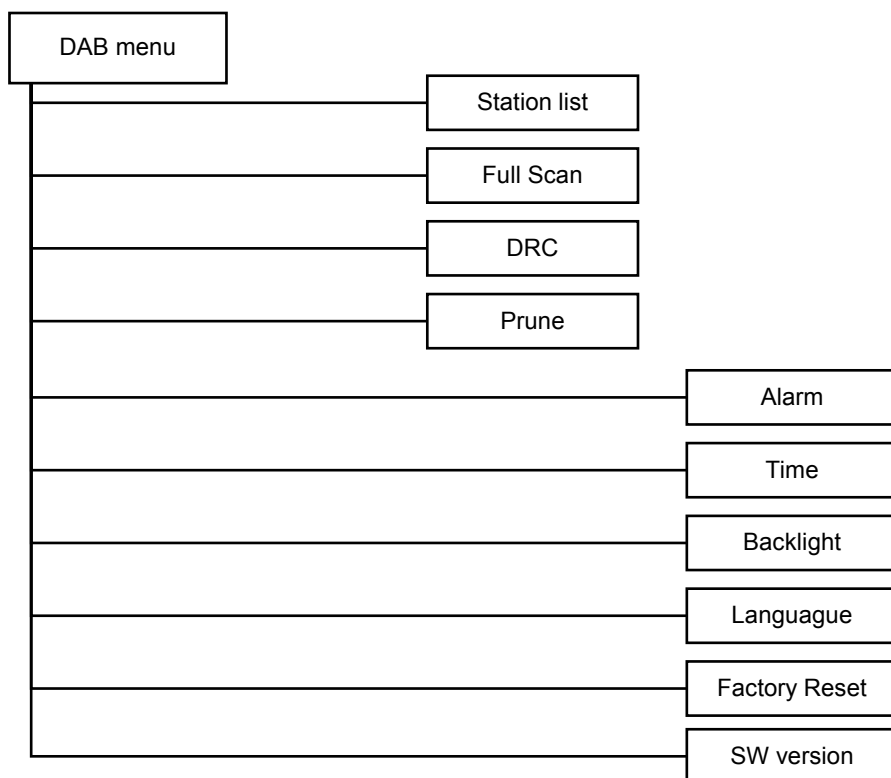 DAB menu
Station list
Full Scan
DRC
Prune
Alarm
Time
Backlight
Languague
Factory Reset
SW version